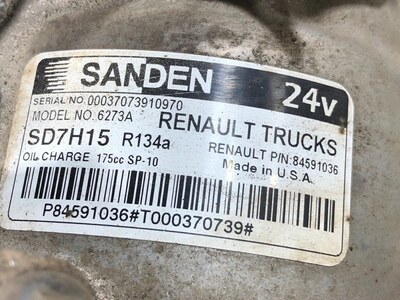 SANDEN 24v
SERIAL NO. 00037073910970
MODEL NO. 6273A RENAULT TRUCKS
SD7H15 R134a RENAULT P/N:84591036
OIL CHARGE 175cc SP-10 Made in U.S.A.
P84591036#T000370739#